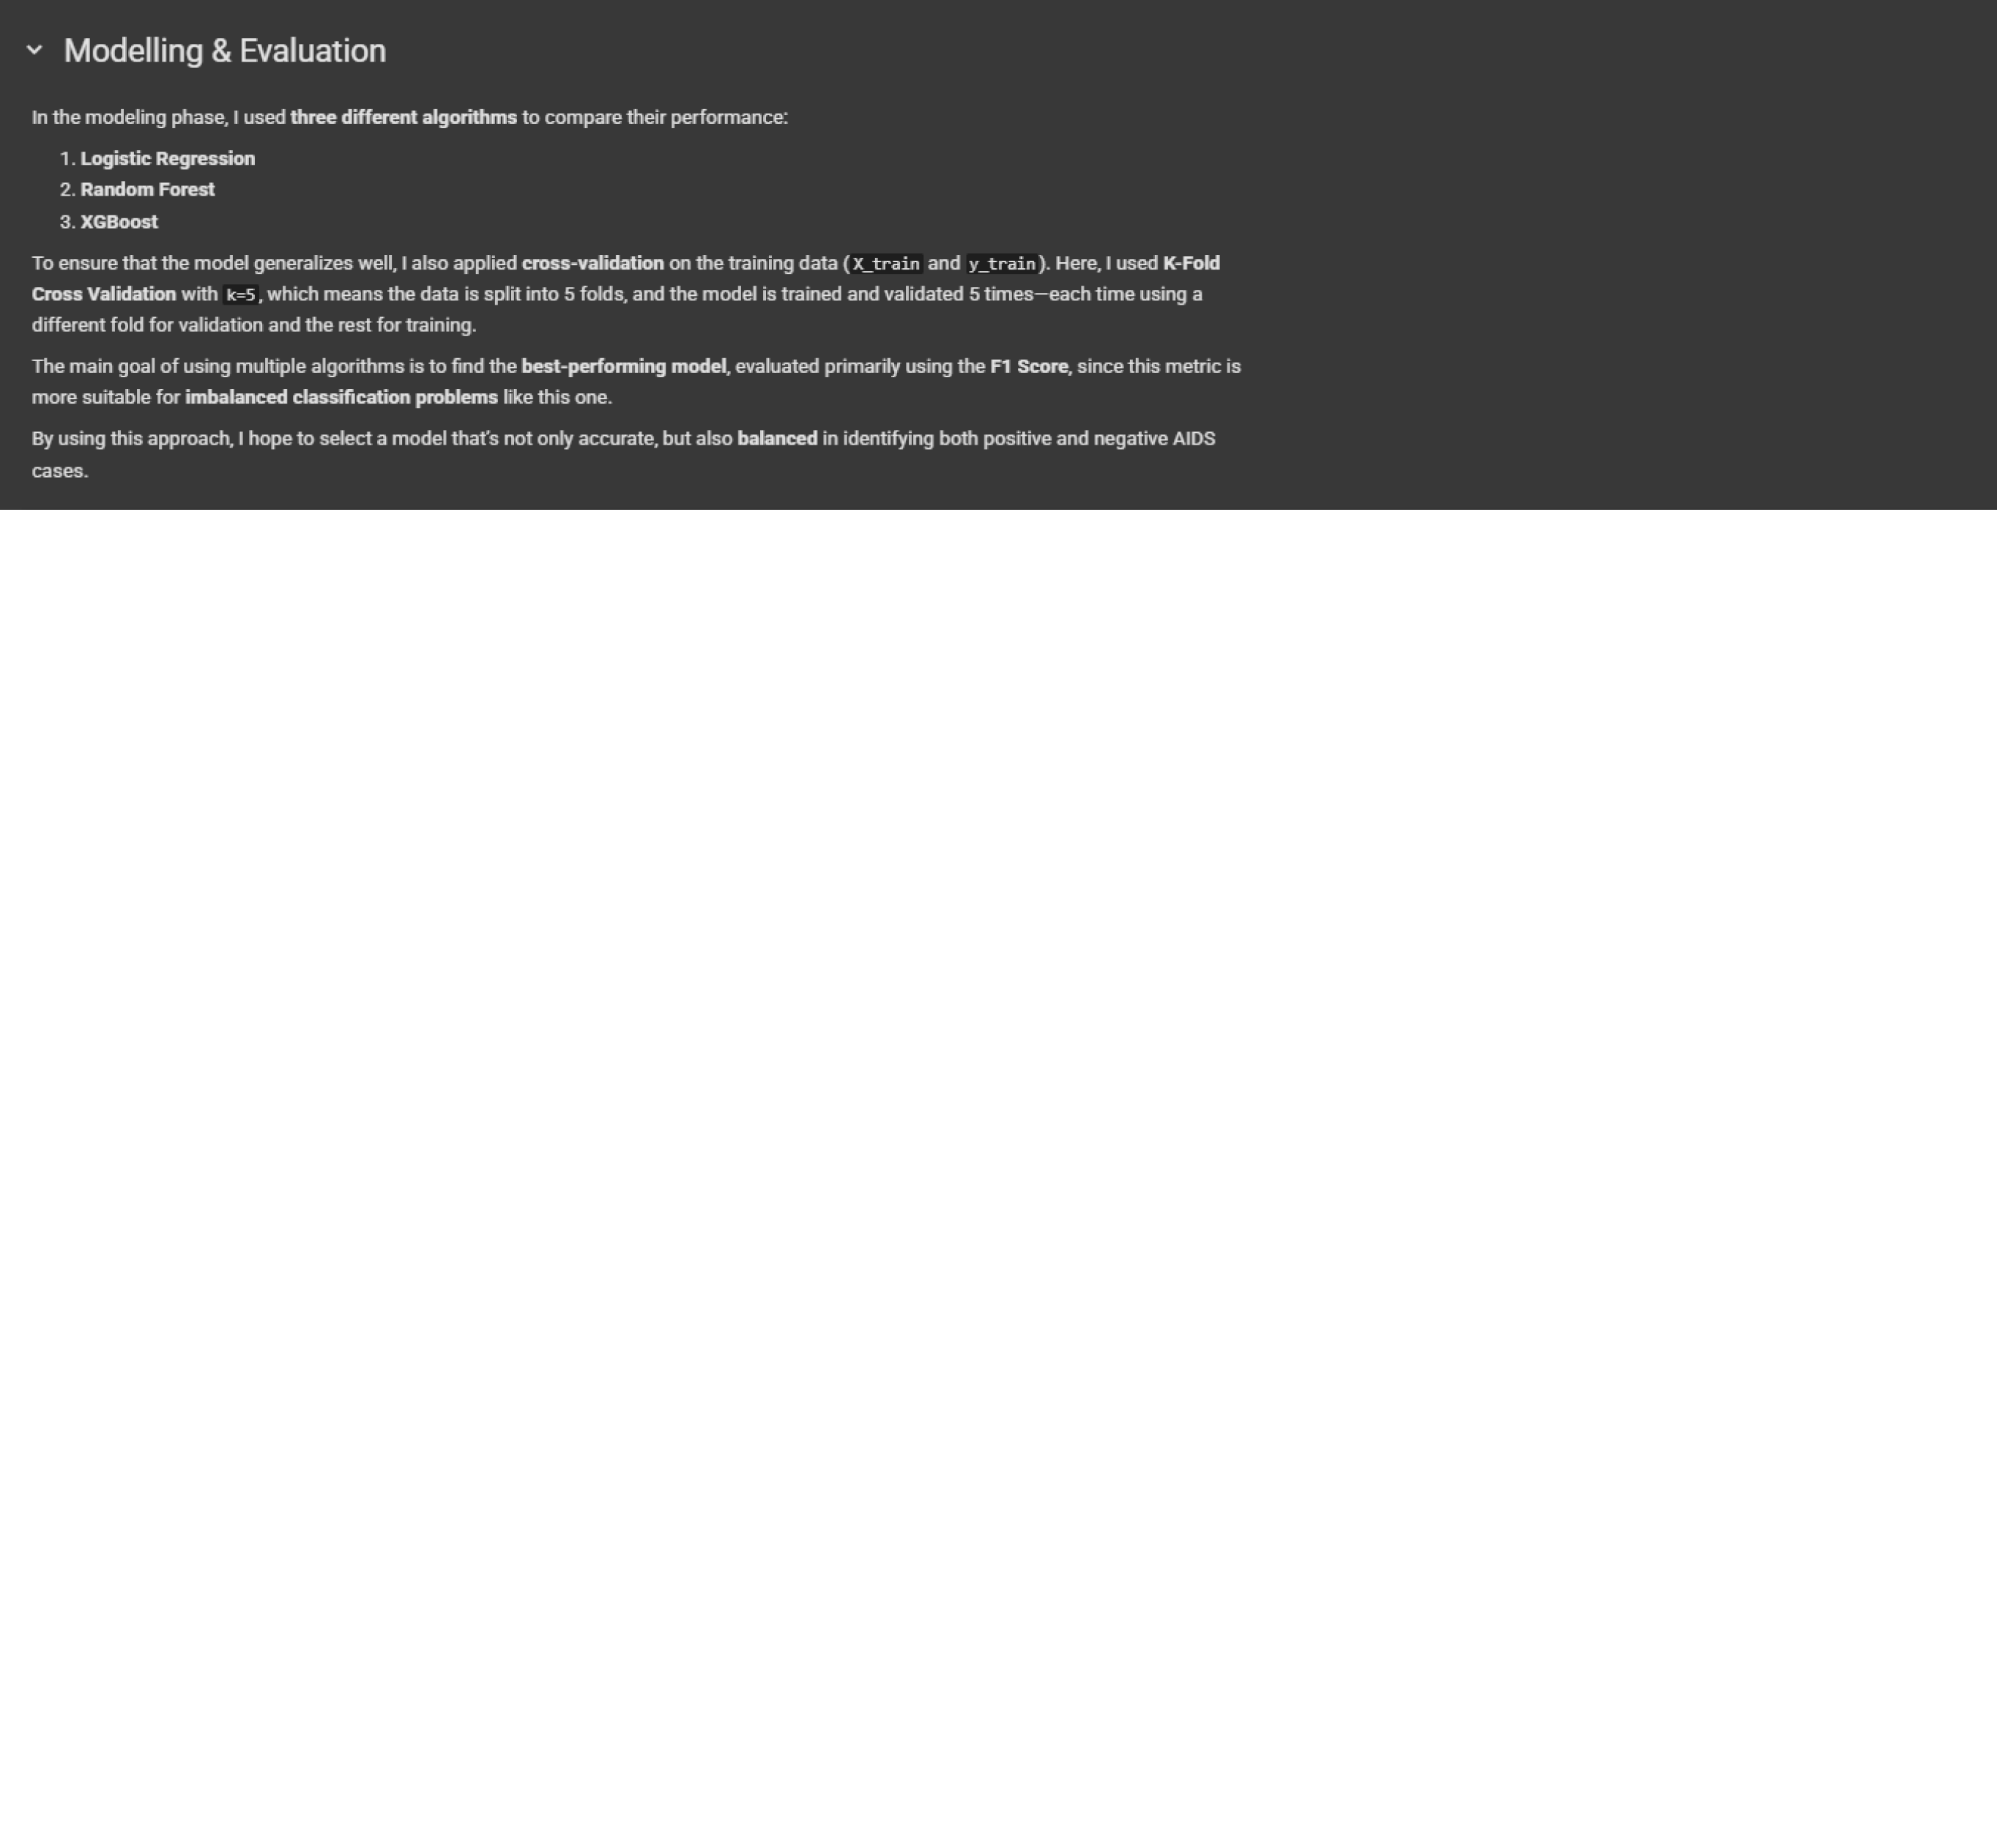 Modelling & Evaluation
In the modeling phase, I used three different algorithms to compare their performance:
1. Logistic Regression
2. Random Forest
3. XGBoost
To ensure that the model generalizes well, I also applied cross-validation on the training data (X_train and y_train). Here, I used K-Fold
Cross Validation with k=5, which means the data is split into 5 folds, and the model is trained and validated 5 times—each time using a
different fold for validation and the rest for training.
The main goal of using multiple algorithms is to find the best-performing model, evaluated primarily using the F1 Score, since this metric is
more suitable for imbalanced classification problems like this one.
By using this approach, I hope to select a model that’s not only accurate, but also balanced in identifying both positive and negative AIDS
cases.